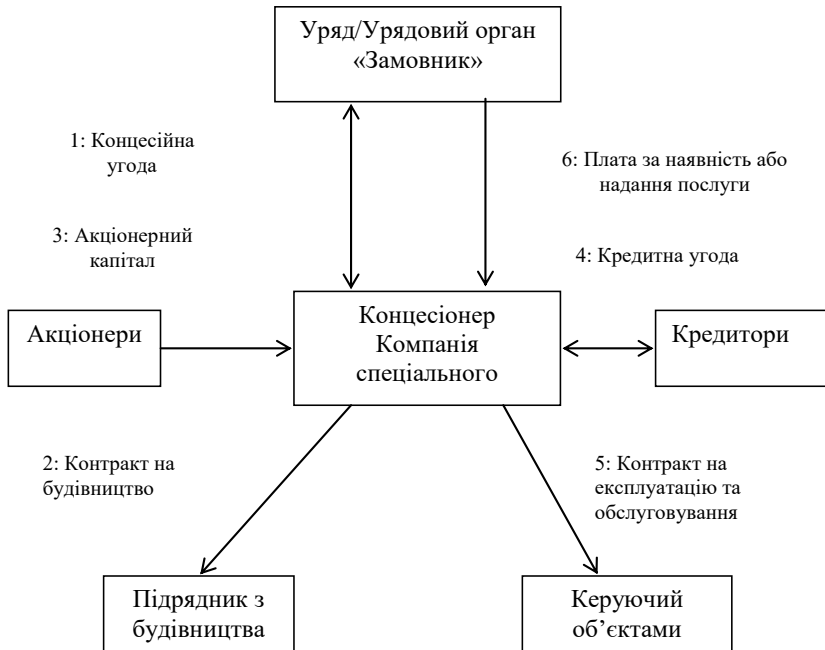 Уряд/Урядовий орган
«Замовник»
1: Концесійна
угода
6: Плата за наявність або
надання послуги
3: Акціонерний
капітал
4: Кредитна угода
Акціонери
Концесіонер
Компанія
спеціального
Кредитори
2: Контракт на
будівництво
5: Контракт на
експлуатацію та
обслуговування
Підрядник з
будівництва
Керуючий
об’єктами